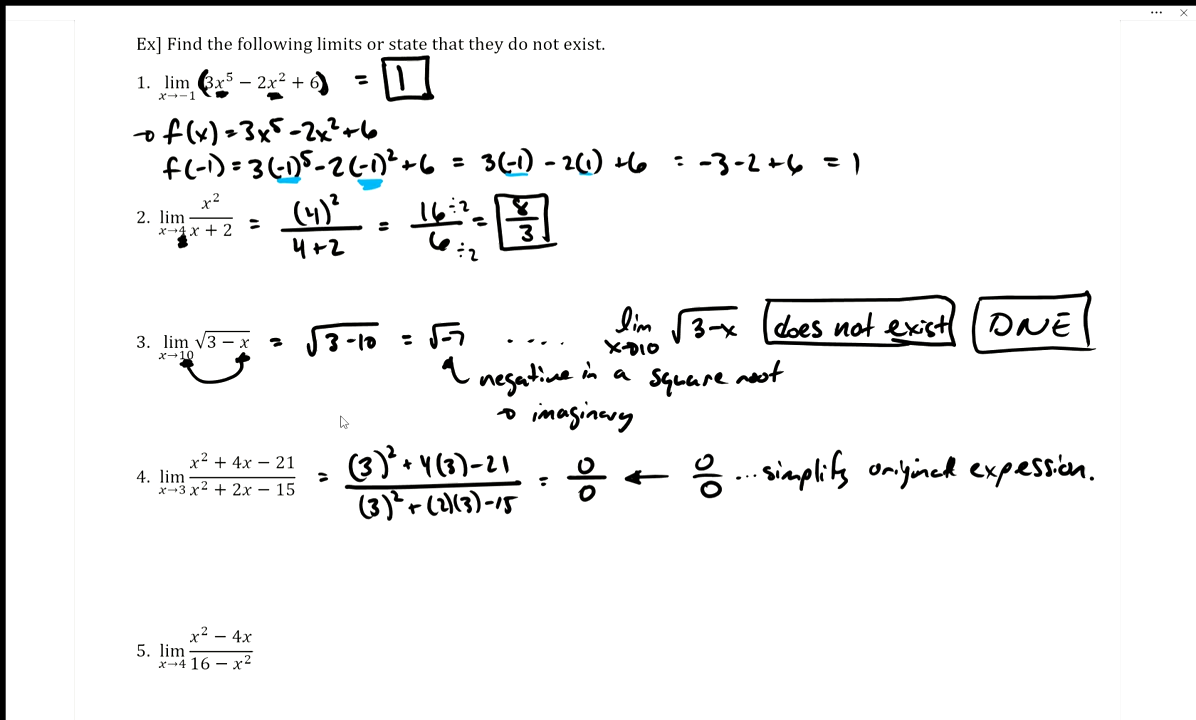 Ex] Find the following limits or state that they do not exist.
1. lim x→−1 (3x⁵ − 2x² + 6) = 1
→ f(x) = 3x⁵ − 2x² + 6
f(−1) = 3(−1)⁵ − 2(−1)² + 6 = 3(−1) − 2(1) + 6 = −3 − 2 + 6 = 1
2. lim x→4 x²/(x + 2) = (4)²/(4 + 2) = 16÷2/6÷2 = 8/3
3. lim x→10 √(3 − x) = √(3 − 10) = √−7 .... lim x→10 √(3 − x) does not exist DNE
negative in a square root
→ imaginary
4. lim x→3 (x² + 4x − 21)/(x² + 2x − 15) = ((3)² + 4(3) − 21)/((3)² + (2)(3) − 15) = 0/0 ← 0/0 ...simplify original expession.
5. lim x→4 (x² − 4x)/(16 − x²)